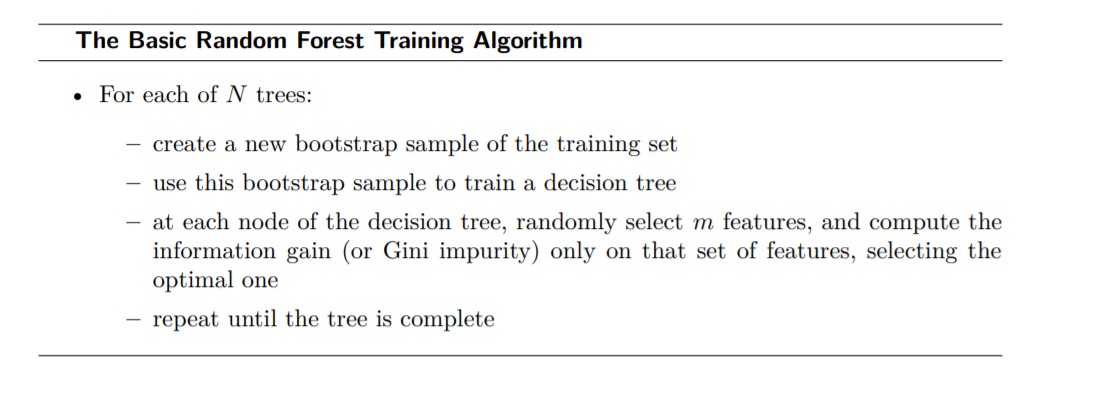 The Basic Random Forest Training Algorithm
• For each of N trees:
– create a new bootstrap sample of the training set
– use this bootstrap sample to train a decision tree
– at each node of the decision tree, randomly select m features, and compute the
information gain (or Gini impurity) only on that set of features, selecting the
optimal one
– repeat until the tree is complete